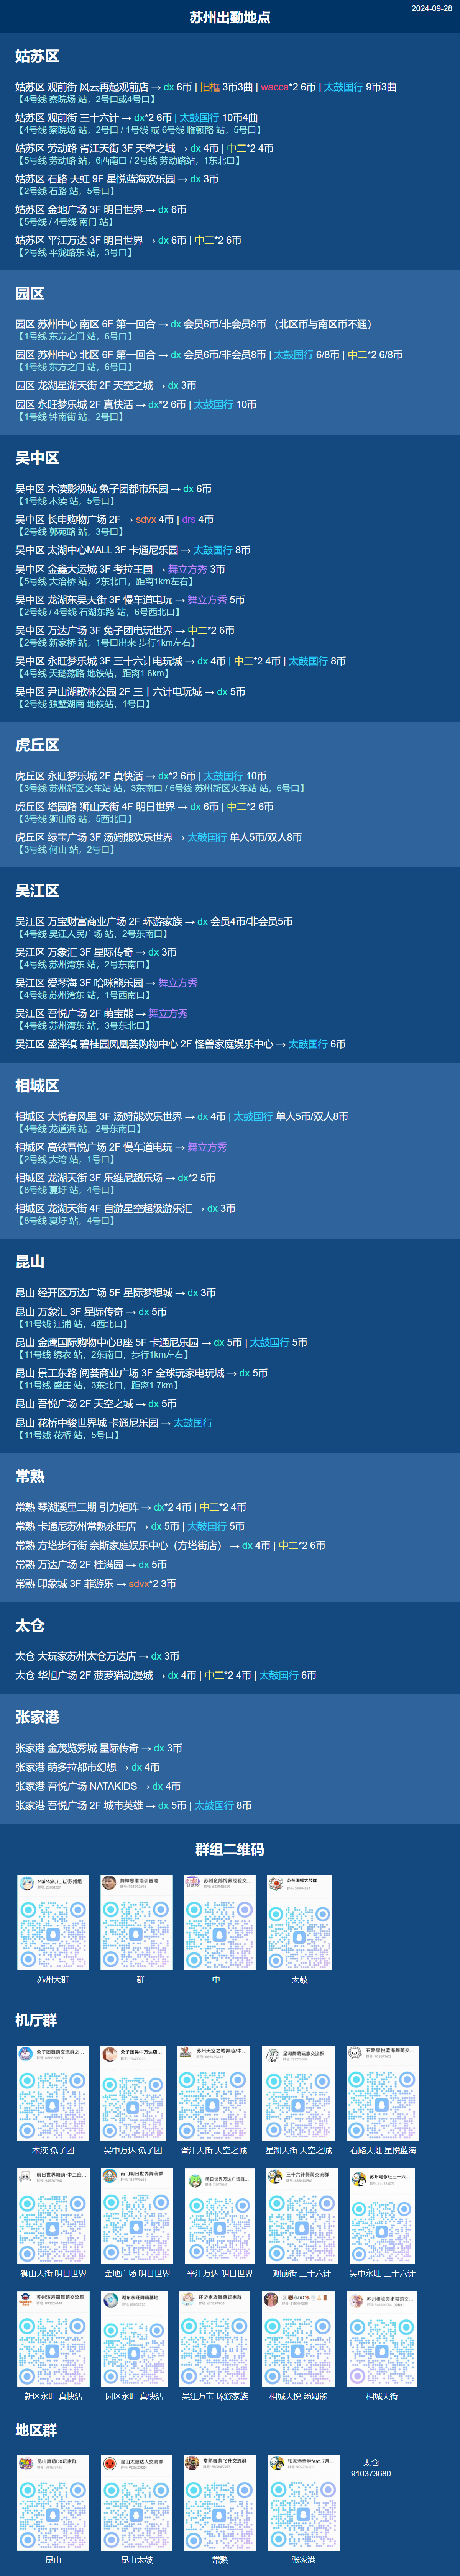 2024-09-28
苏州出勤地点
姑苏区
姑苏区 观前街 风云再起观前店 → dx 6币 | 旧框 3币3曲 | wacca*2 6币 | 太鼓国行 9币3曲
【4号线 察院场 站，2号口或4号口】
姑苏区 观前街 三十六计 → dx*2 6币 | 太鼓国行 10币4曲
【4号线 察院场 站，2号口 / 1号线 或 6号线 临顿路 站，5号口】
姑苏区 劳动路 胥江天街 3F 天空之城 → dx 4币 | 中二*2 4币
【5号线 劳动路 站，6西南口 / 2号线 劳动路站，1东北口】
姑苏区 石路 天虹 9F 星悦蓝海欢乐园 → dx 3币
【2号线 石路 站，5号口】
姑苏区 金地广场 3F 明日世界 → dx 6币
【5号线 / 4号线 南门 站】
姑苏区 平江万达 3F 明日世界 → dx 6币 | 中二*2 6币
【2号线 平泷路东 站，3号口】
园区
园区 苏州中心 南区 6F 第一回合 → dx 会员6币/非会员8币 （北区币与南区币不通）
【1号线 东方之门 站，6号口】
园区 苏州中心 北区 6F 第一回合 → dx 会员6币/非会员8币 | 太鼓国行 6/8币 | 中二*2 6/8币
【1号线 东方之门 站，6号口】
园区 龙湖星湖天街 2F 天空之城 → dx 3币
园区 永旺梦乐城 2F 真快活 → dx*2 6币 | 太鼓国行 10币
【1号线 钟南街 站，2号口】
吴中区
吴中区 木渎影视城 兔子团都市乐园 → dx 6币
【1号线 木渎 站，5号口】
吴中区 长申购物广场 2F → sdvx 4币 | drs 4币
【2号线 郭苑路 站，3号口】
吴中区 太湖中心MALL 3F 卡通尼乐园 → 太鼓国行 8币
吴中区 金鑫大运城 3F 考拉王国 → 舞立方秀 3币
【5号线 大治桥 站，2东北口，距离1km左右】
吴中区 龙湖东吴天街 3F 慢车道电玩 → 舞立方秀 5币
【2号线 / 4号线 石湖东路 站，6号西北口】
吴中区 万达广场 3F 兔子团电玩世界 → 中二*2 6币
【2号线 新家桥 站，1号口出来 步行1km左右】
吴中区 永旺梦乐城 3F 三十六计电玩城 → dx 4币 | 中二*2 4币 | 太鼓国行 8币
【4号线 天鹅荡路 地铁站，距离1.6km】
吴中区 尹山湖歌林公园 2F 三十六计电玩城 → dx 5币
【2号线 独墅湖南 地铁站，1号口】
虎丘区
虎丘区 永旺梦乐城 2F 真快活 → dx*2 6币 | 太鼓国行 10币
【3号线 苏州新区火车站 站，3东南口 / 6号线 苏州新区火车站 站，6号口】
虎丘区 塔园路 狮山天街 4F 明日世界 → dx 6币 | 中二*2 6币
【3号线 狮山路 站，5西北口】
虎丘区 绿宝广场 3F 汤姆熊欢乐世界 → 太鼓国行 单人5币/双人8币
【3号线 何山 站，2号口】
吴江区
吴江区 万宝财富商业广场 2F 环游家族 → dx 会员4币/非会员5币
【4号线 吴江人民广场 站，2号东南口】
吴江区 万象汇 3F 星际传奇 → dx 3币
【4号线 苏州湾东 站，2号东南口】
吴江区 爱琴海 3F 哈咪熊乐园 → 舞立方秀
【4号线 苏州湾东 站，1号西南口】
吴江区 吾悦广场 2F 萌宝熊 → 舞立方秀
【4号线 苏州湾东 站，3号东北口】
吴江区 盛泽镇 碧桂园凤凰荟购物中心 2F 怪兽家庭娱乐中心 → 太鼓国行 6币
相城区
相城区 大悦春风里 3F 汤姆熊欢乐世界 → dx 4币 | 太鼓国行 单人5币/双人8币
【4号线 龙道浜 站，2号东南口】
相城区 高铁吾悦广场 2F 慢车道电玩 → 舞立方秀
【2号线 大湾 站，1号口】
相城区 龙湖天街 3F 乐维尼超乐场 → dx*2 5币
【8号线 夏圩 站，4号口】
相城区 龙湖天街 4F 自游星空超级游乐汇 → dx 3币
【8号线 夏圩 站，4号口】
昆山
昆山 经开区万达广场 5F 星际梦想城 → dx 3币
昆山 万象汇 3F 星际传奇 → dx 5币
【11号线 江浦 站，4西北口】
昆山 金鹰国际购物中心B座 5F 卡通尼乐园 → dx 5币 | 太鼓国行 5币
【11号线 绣衣 站，2东南口，步行1km左右】
昆山 景王东路 阅荟商业广场 3F 全球玩家电玩城 → dx 5币
【11号线 盛庄 站，3东北口，距离1.7km】
昆山 吾悦广场 2F 天空之城 → dx 5币
昆山 花桥中骏世界城 卡通尼乐园 → 太鼓国行
【11号线 花桥 站，5号口】
常熟
常熟 琴湖溪里二期 引力矩阵 → dx*2 4币 | 中二*2 4币
常熟 卡通尼苏州常熟永旺店 → dx 5币 | 太鼓国行 5币
常熟 方塔步行街 奈斯家庭娱乐中心（方塔街店） → dx 4币 | 中二*2 6币
常熟 万达广场 2F 桂满园 → dx 5币
常熟 印象城 3F 菲游乐 → sdvx*2 3币
太仓
太仓 大玩家苏州太仓万达店 → dx 3币
太仓 华旭广场 2F 菠萝猫动漫城 → dx 4币 | 中二*2 4币 | 太鼓国行 6币
张家港
张家港 金茂览秀城 星际传奇 → dx 3币
张家港 萌多拉都市幻想 → dx 4币
张家港 吾悦广场 NATAKIDS → dx 4币
张家港 吾悦广场 2F 城市英雄 → dx 5币 | 太鼓国行 8币
群组二维码
苏州大群 二群 中二 太鼓
机厅群
木渎 兔子团 吴中万达 兔子团 胥江天街 天空之城 星湖天街 天空之城 石路天虹 星悦蓝海
狮山天街 明日世界 金地广场 明日世界 平江万达 明日世界 观前街 三十六计 吴中永旺 三十六计
新区永旺 真快活 园区永旺 真快活 吴江万宝 环游家族 相城大悦 汤姆熊 相城天街
地区群
太仓
910373680
昆山 昆山太鼓 常熟 张家港